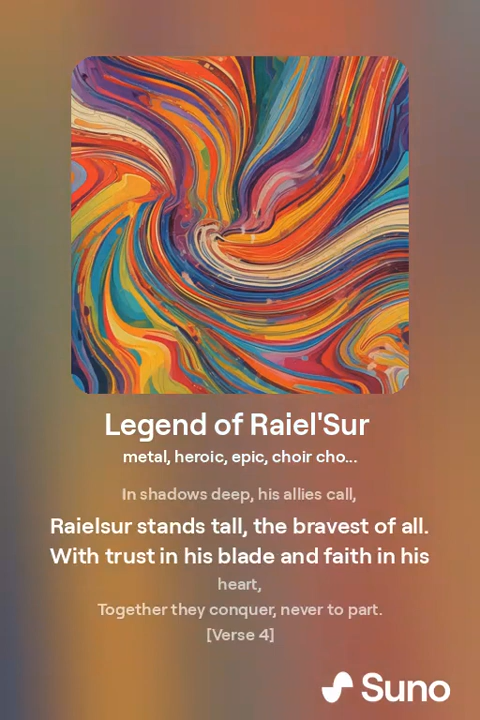 Legend of Raiel'Sur
metal, heroic, epic, choir cho...
In shadows deep, his allies call,
Raielsur stands tall, the bravest of all.
With trust in his blade and faith in his
heart,
Together they conquer, never to part.
[Verse 4]
Suno